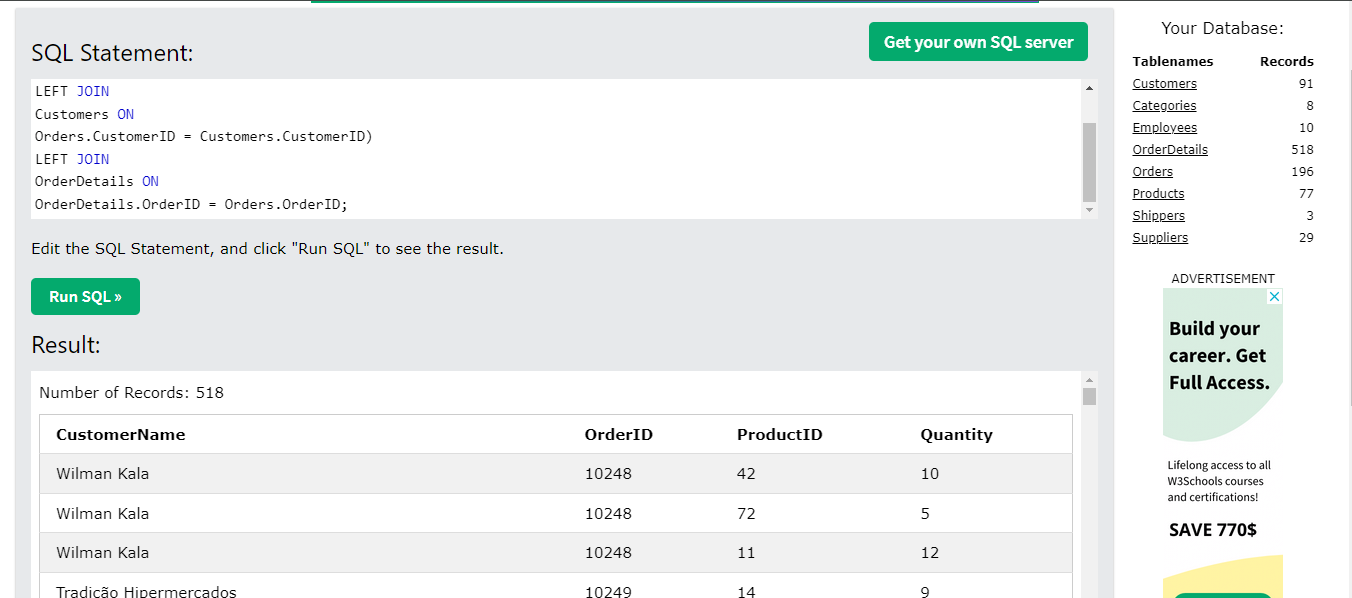 SQL Statement:
Get your own SQL server
LEFT JOIN
Customers ON
Orders.CustomerID = Customers.CustomerID)
LEFT JOIN
OrderDetails ON
OrderDetails.OrderID = Orders.OrderID;
Edit the SQL Statement, and click "Run SQL" to see the result.
Run SQL »
Result:
Number of Records: 518
CustomerName OrderID ProductID Quantity
Wilman Kala 10248 42 10
Wilman Kala 10248 72 5
Wilman Kala 10248 11 12
Tradição Hipermercados 10249 14 9
Your Database:
Tablenames Records
Customers 91
Categories 8
Employees 10
OrderDetails 518
Orders 196
Products 77
Shippers 3
Suppliers 29
ADVERTISEMENT
Build your
career. Get
Full Access.
Lifelong access to all
W3Schools courses
and certifications!
SAVE 770$